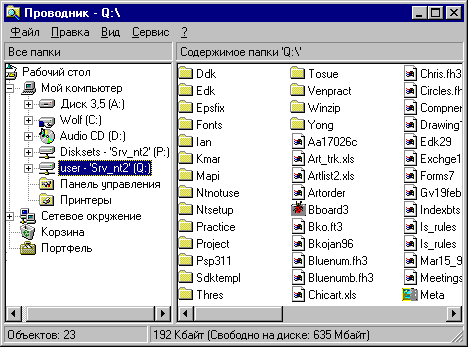 Проводник - Q:\
Файл Правка Вид Сервис ?
Все папки
Содержимое папки 'Q:\'
Рабочий стол
Мой компьютер
Диск 3,5 (A:)
Wolf (C:)
Audio CD (D:)
Disksets - 'Srv_nt2' (P:)
user - 'Srv_nt2' (Q:)
Панель управления
Принтеры
Сетевое окружение
Корзина
Портфель
Ddk
Edk
Epsfix
Fonts
Ian
Kmar
Mapi
Ntnotuse
Ntsetup
Practice
Project
Psp311
Sdktempl
Thres
Tosue
Venpract
Winzip
Yong
Aa17026c
Art_trk.xls
Artlist2.xls
Artorder
Bboard3
Bko.ft3
Bkojan96
Bluenum.fh3
Bluenumb.fh3
Chicart.xls
Chris.fh3
Circles.fh
Compner
Drawing1
Edk29
Exchge1
Forms7
Gv19feb
Indexbts
Is_rules
Is_rules
Mar15_9
Meetings
Meta
Объектов: 23
192 Кбайт (Свободно на диске: 635 Мбайт)